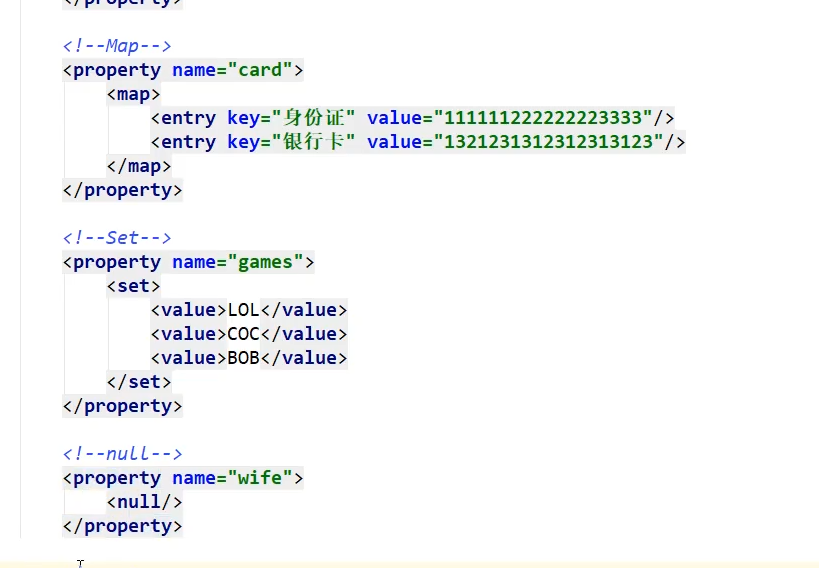 </property>
<!--Map-->
<property name="card">
<map>
<entry key="身份证" value="111111222222223333"/>
<entry key="银行卡" value="1321231312312313123"/>
</map>
</property>
<!--Set-->
<property name="games">
<set>
<value>LOL</value>
<value>COC</value>
<value>BOB</value>
</set>
</property>
<!--null-->
<property name="wife">
<null/>
</property>